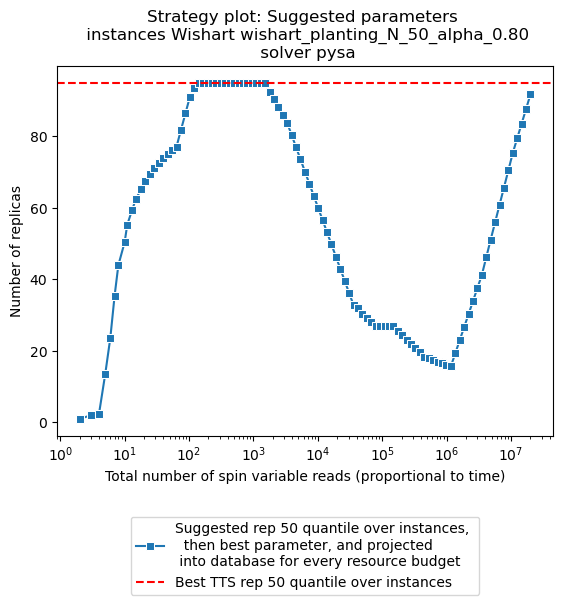 Strategy plot: Suggested parameters
instances Wishart wishart_planting_N_50_alpha_0.80
solver pysa
Number of replicas
80
60
40
20
0
10^0
10^1
10^2
10^3
10^4
10^5
10^6
10^7
Total number of spin variable reads (proportional to time)
Suggested rep 50 quantile over instances,
then best parameter, and projected
into database for every resource budget
Best TTS rep 50 quantile over instances